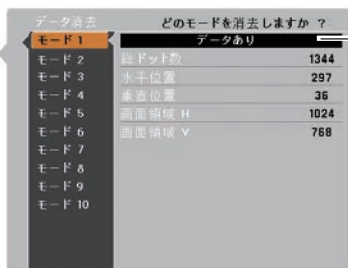 データ消去
どのモードを消去しますか ?
モード 1
データあり
モード 2
総ドット数 1344
モード 3
水平位置 297
モード 4
垂直位置 36
モード 5
画面領域 H 1024
モード 6
画面領域 V 768
モード 7
モード 8
モード 9
モード 10